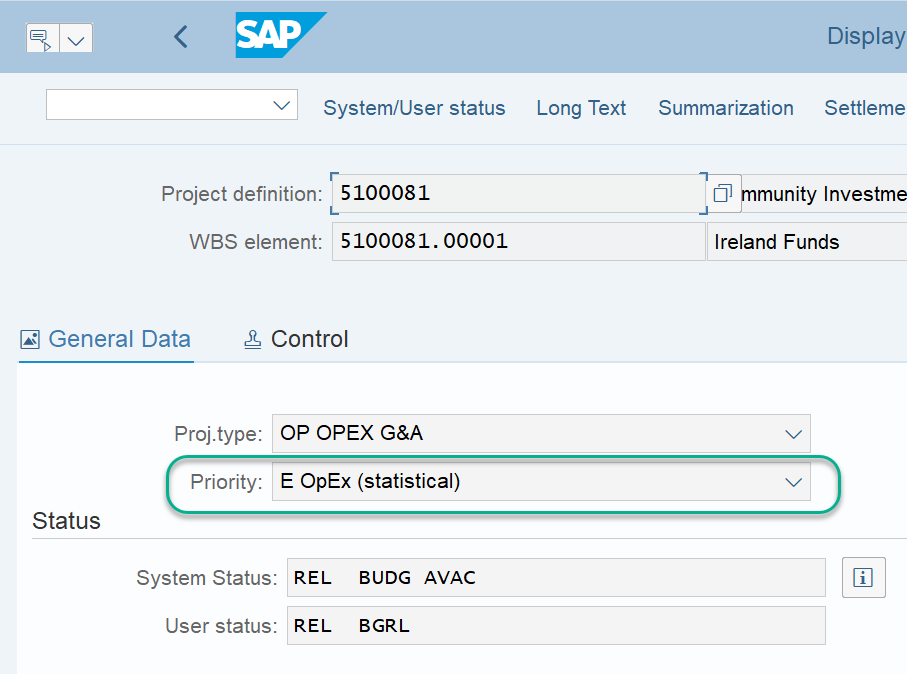 SAP Display
System/User status Long Text Summarization Settleme
Project definition: 5100081 mmunity Investme
WBS element: 5100081.00001 Ireland Funds
General Data Control
Proj.type: OP OPEX G&A
Priority: E OpEx (statistical)
Status
System Status: REL BUDG AVAC
User status: REL BGRL